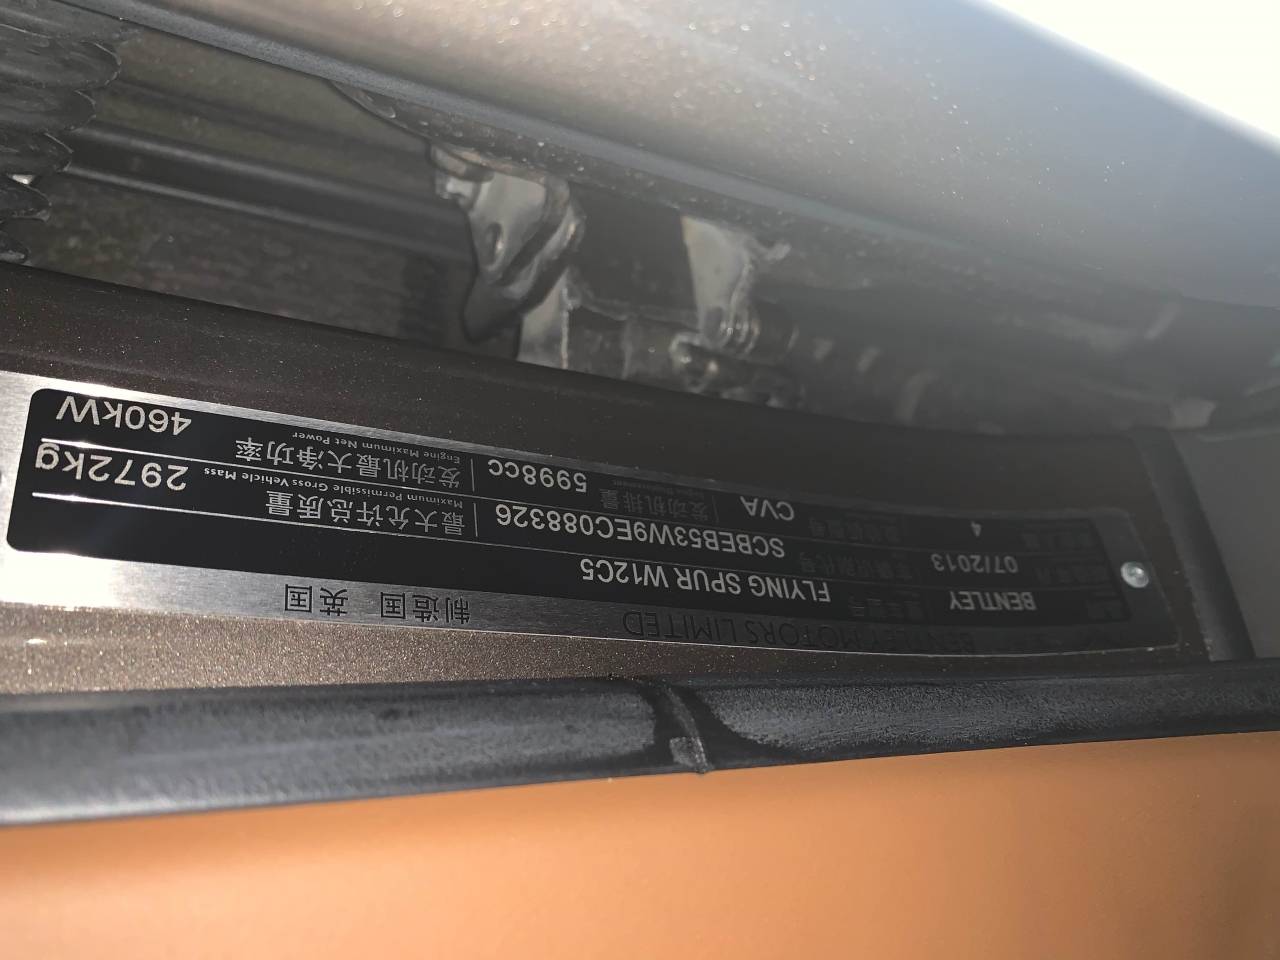 BENTLEY MOTORS LIMITED 制造国 英国
BENTLEY FLYING SPUR W12C5
07/2013 SCBEB53W9EC088326 最大允许总质量 Maximum Permissible Gross Vehicle Mass 2972kg
4 CVA 发动机排量 5998cc 发动机最大净功率 Engine Maximum Net Power 460kW